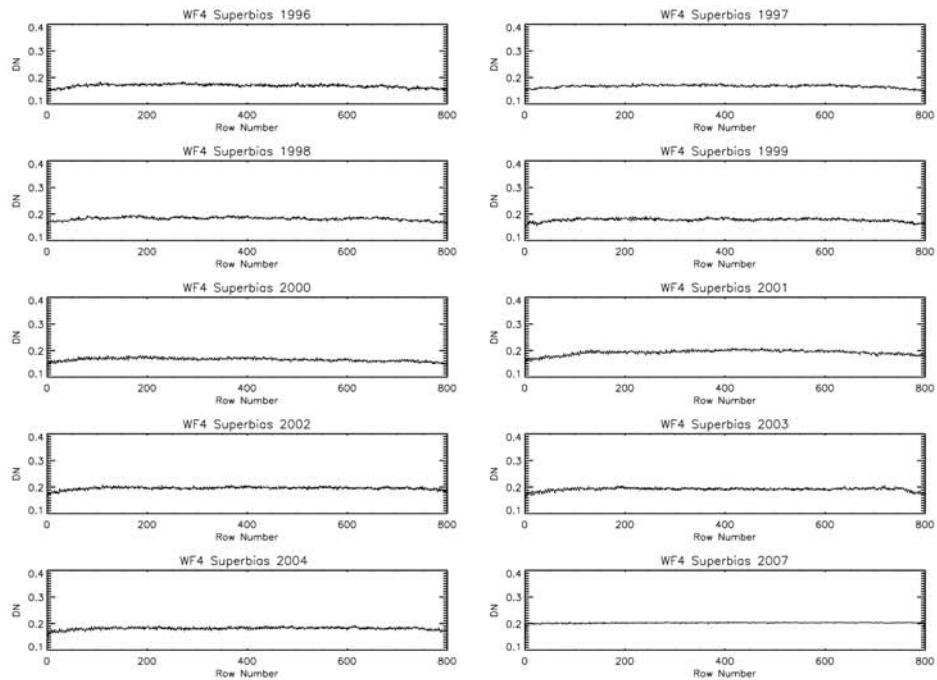 WF4 Superbias 1996
0.4
0.3
DN
0.2
0.1
0 200 400 600 800
Row Number
WF4 Superbias 1997
0.4
0.3
DN
0.2
0.1
0 200 400 600 800
Row Number
WF4 Superbias 1998
0.4
0.3
DN
0.2
0.1
0 200 400 600 800
Row Number
WF4 Superbias 1999
0.4
0.3
DN
0.2
0.1
0 200 400 600 800
Row Number
WF4 Superbias 2000
0.4
0.3
DN
0.2
0.1
0 200 400 600 800
Row Number
WF4 Superbias 2001
0.4
0.3
DN
0.2
0.1
0 200 400 600 800
Row Number
WF4 Superbias 2002
0.4
0.3
DN
0.2
0.1
0 200 400 600 800
Row Number
WF4 Superbias 2003
0.4
0.3
DN
0.2
0.1
0 200 400 600 800
Row Number
WF4 Superbias 2004
0.4
0.3
DN
0.2
0.1
0 200 400 600 800
Row Number
WF4 Superbias 2007
0.4
0.3
DN
0.2
0.1
0 200 400 600 800
Row Number